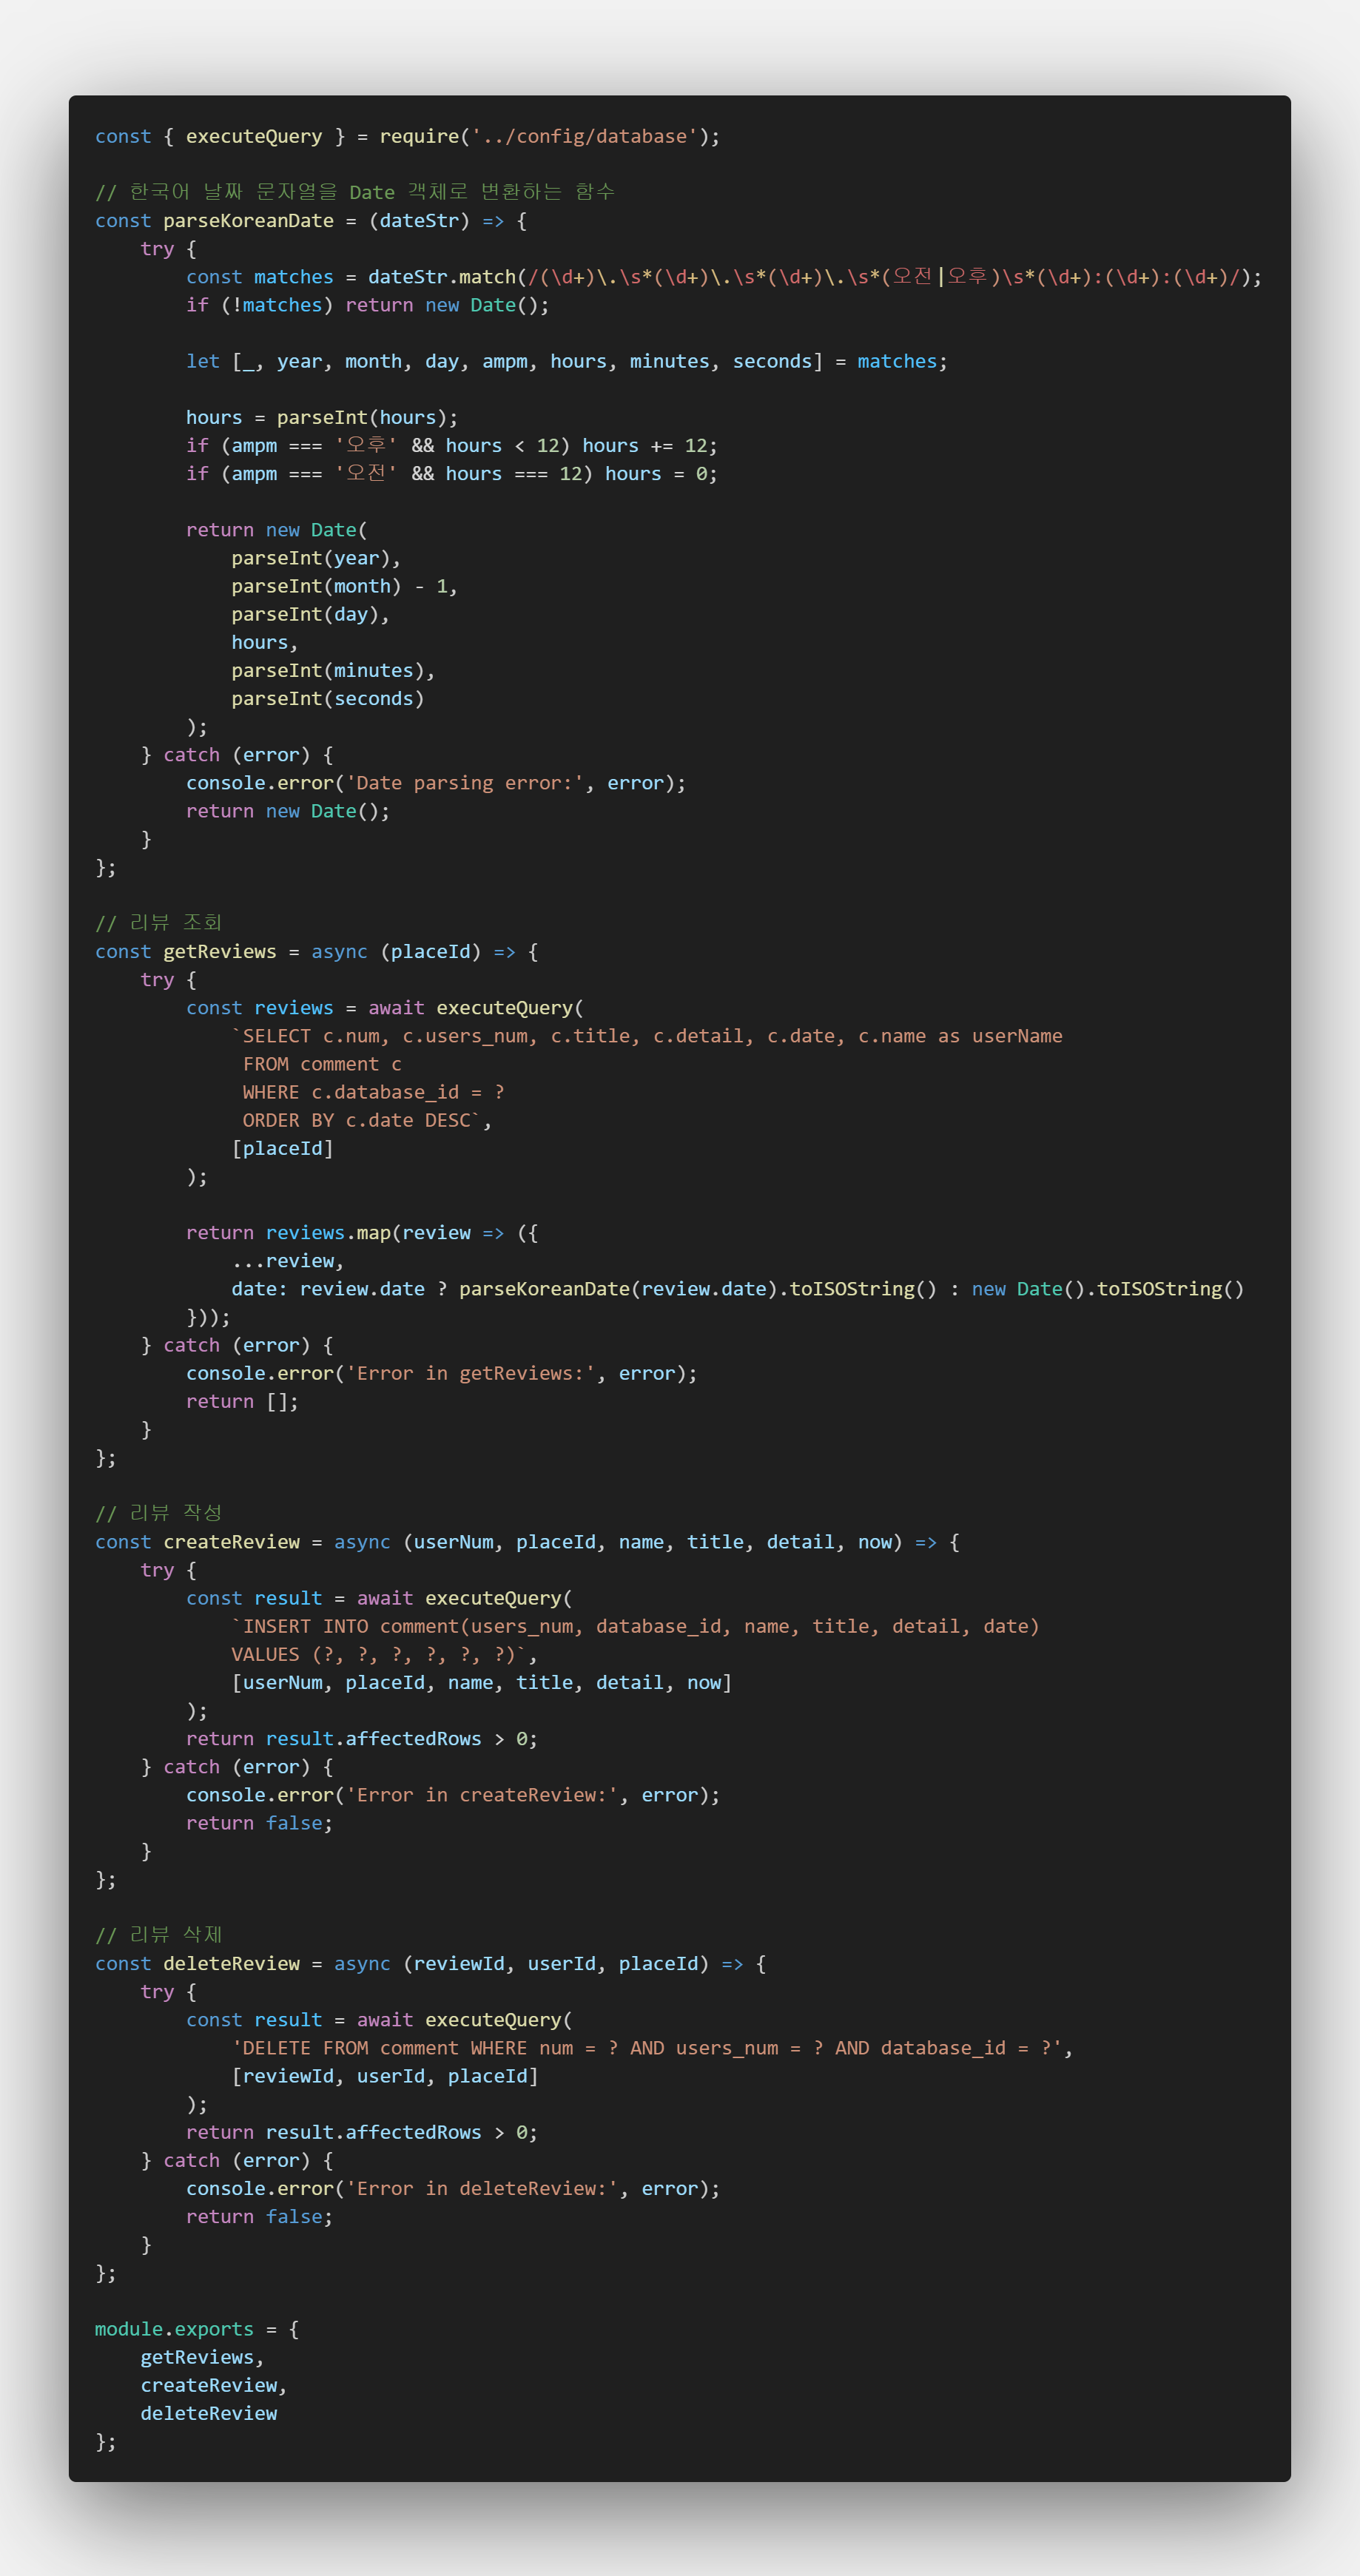 const { executeQuery } = require('../config/database');

// 한국어 날짜 문자열을 Date 객체로 변환하는 함수
const parseKoreanDate = (dateStr) => {
    try {
        const matches = dateStr.match(/(\d+)\.\s*(\d+)\.\s*(\d+)\.\s*(오전|오후)\s*(\d+):(\d+):(\d+)/);
        if (!matches) return new Date();

        let [_, year, month, day, ampm, hours, minutes, seconds] = matches;

        hours = parseInt(hours);
        if (ampm === '오후' && hours < 12) hours += 12;
        if (ampm === '오전' && hours === 12) hours = 0;

        return new Date(
            parseInt(year),
            parseInt(month) - 1,
            parseInt(day),
            hours,
            parseInt(minutes),
            parseInt(seconds)
        );
    } catch (error) {
        console.error('Date parsing error:', error);
        return new Date();
    }
};

// 리뷰 조회
const getReviews = async (placeId) => {
    try {
        const reviews = await executeQuery(
            `SELECT c.num, c.users_num, c.title, c.detail, c.date, c.name as userName
             FROM comment c
             WHERE c.database_id = ?
             ORDER BY c.date DESC`,
            [placeId]
        );

        return reviews.map(review => ({
            ...review,
            date: review.date ? parseKoreanDate(review.date).toISOString() : new Date().toISOString()
        }));
    } catch (error) {
        console.error('Error in getReviews:', error);
        return [];
    }
};

// 리뷰 작성
const createReview = async (userNum, placeId, name, title, detail, now) => {
    try {
        const result = await executeQuery(
            `INSERT INTO comment(users_num, database_id, name, title, detail, date)
            VALUES (?, ?, ?, ?, ?, ?)`,
            [userNum, placeId, name, title, detail, now]
        );
        return result.affectedRows > 0;
    } catch (error) {
        console.error('Error in createReview:', error);
        return false;
    }
};

// 리뷰 삭제
const deleteReview = async (reviewId, userId, placeId) => {
    try {
        const result = await executeQuery(
            'DELETE FROM comment WHERE num = ? AND users_num = ? AND database_id = ?',
            [reviewId, userId, placeId]
        );
        return result.affectedRows > 0;
    } catch (error) {
        console.error('Error in deleteReview:', error);
        return false;
    }
};

module.exports = {
    getReviews,
    createReview,
    deleteReview
};